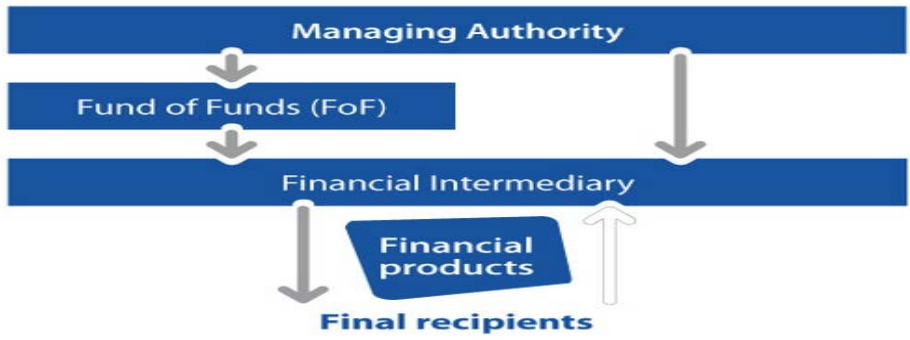 Managing Authority
Fund of Funds (FoF)
Financial Intermediary
Financial
products
Final recipients